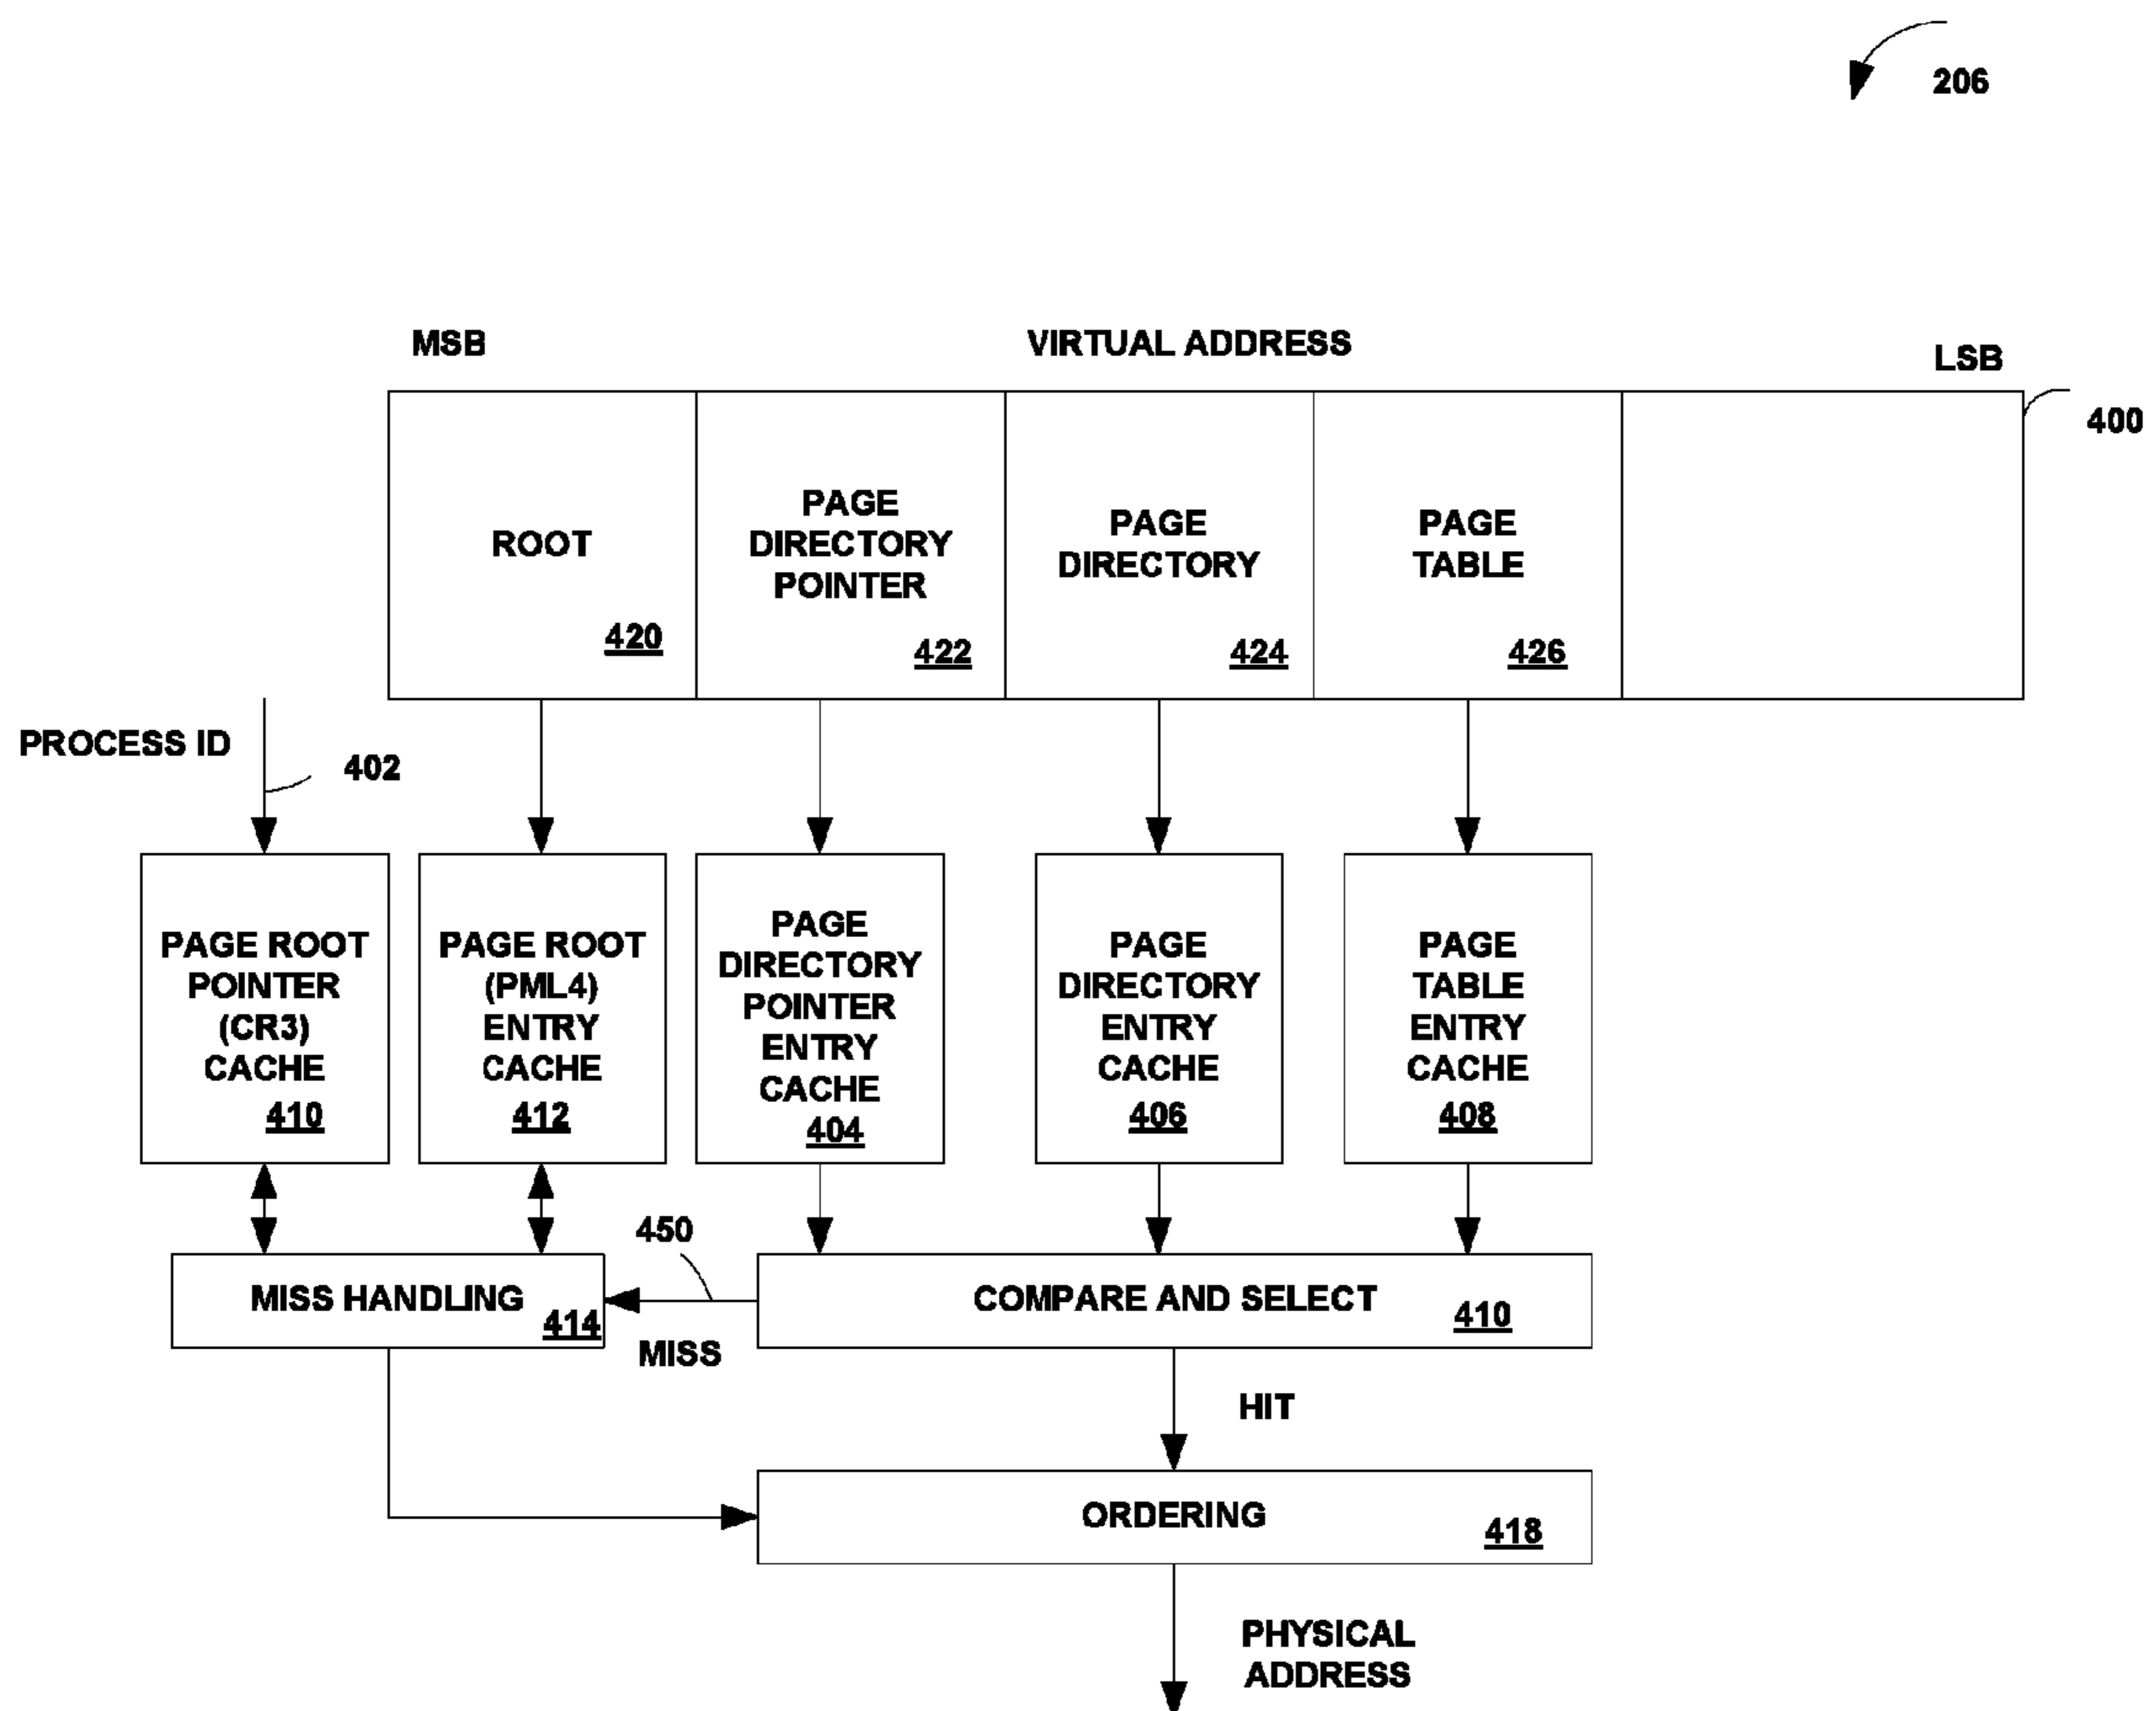 206
MSB
VIRTUAL ADDRESS
LSB
400
ROOT
420
PAGE
DIRECTORY
POINTER
422
PAGE
DIRECTORY
424
PAGE
TABLE
426
PROCESS ID
402
PAGE ROOT
POINTER
(CR3)
CACHE
410
PAGE ROOT
(PML4)
ENTRY
CACHE
412
PAGE
DIRECTORY
POINTER
ENTRY
CACHE
404
PAGE
DIRECTORY
ENTRY
CACHE
406
PAGE
TABLE
ENTRY
CACHE
408
450
MISS HANDLING
414
MISS
COMPARE AND SELECT
410
HIT
ORDERING
418
PHYSICAL
ADDRESS